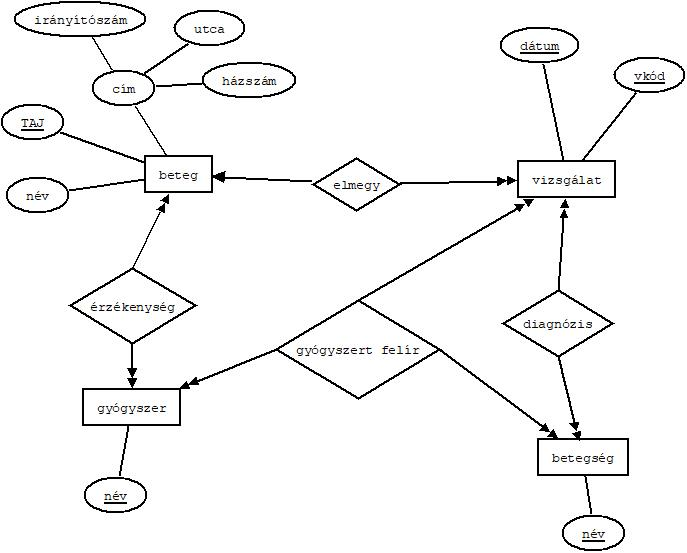 irányítószám
utca
cím
házszám
TAJ
név
beteg
elmegy
dátum
vkód
vizsgálat
érzékenység
gyógyszert felír
diagnózis
gyógyszer
betegség
név
név